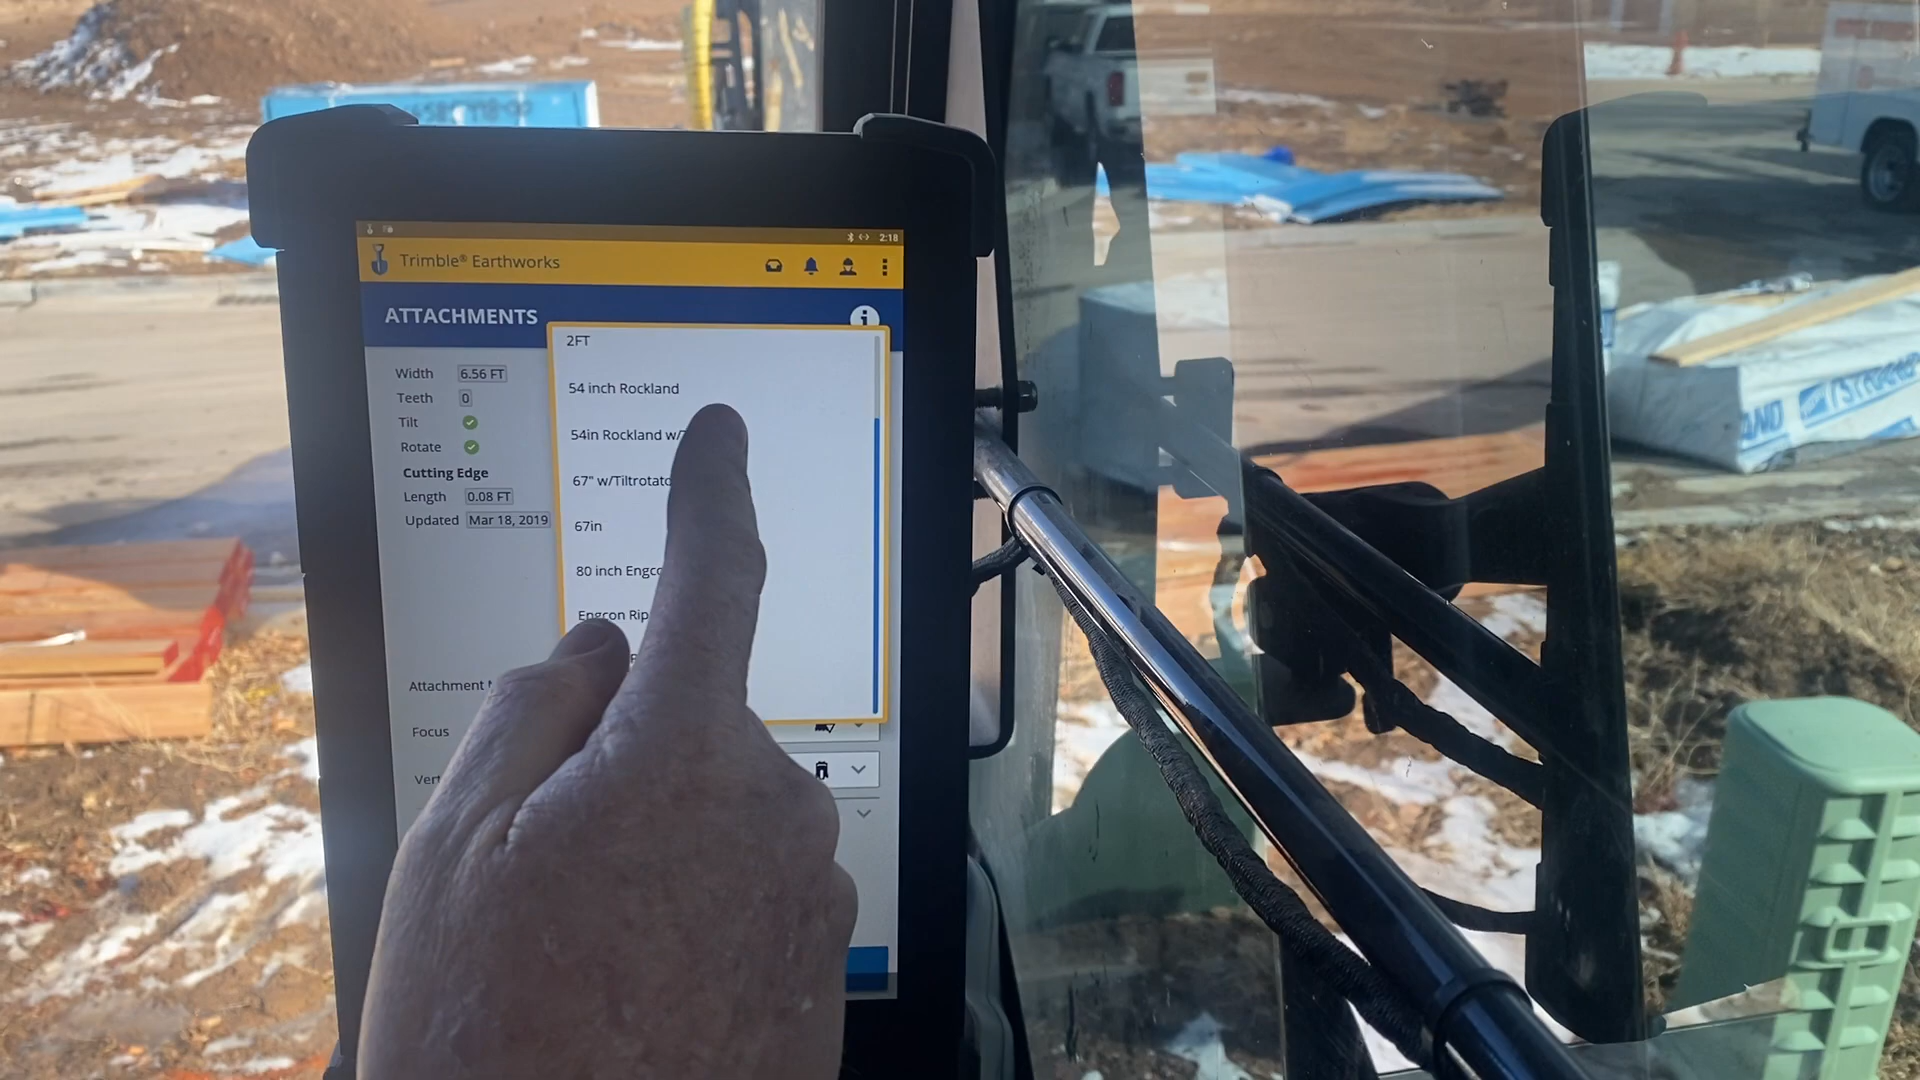 2:18
Trimble® Earthworks
ATTACHMENTS
Width 6.56 FT
Teeth 0
Tilt
Rotate
Cutting Edge
Length 0.08 FT
Updated Mar 18, 2019
2FT
54 inch Rockland
54in Rockland w/
67" w/Tiltrotato
67in
80 inch Engco
Engcon Rip
Attachment
Focus
Vert